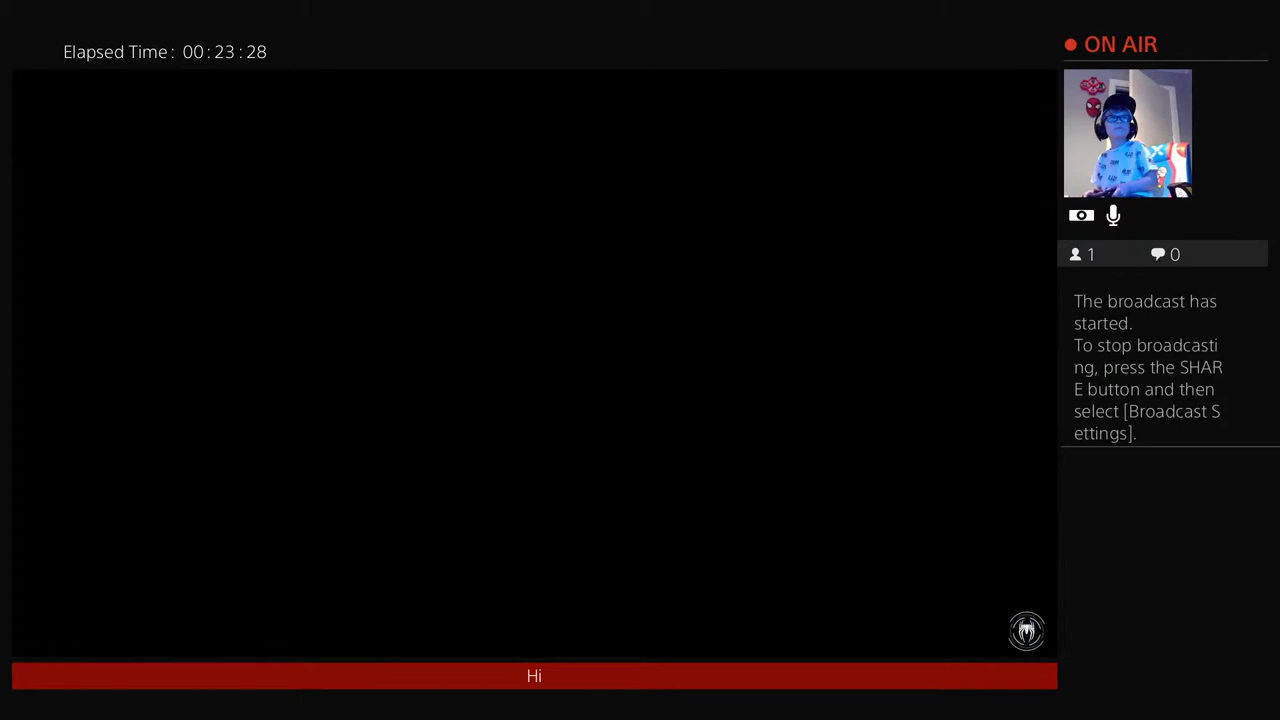 Elapsed Time: 00:23:28
ON AIR
1 0
The broadcast has
started.
To stop broadcasti
ng, press the SHAR
E button and then
select [Broadcast S
ettings].
Hi